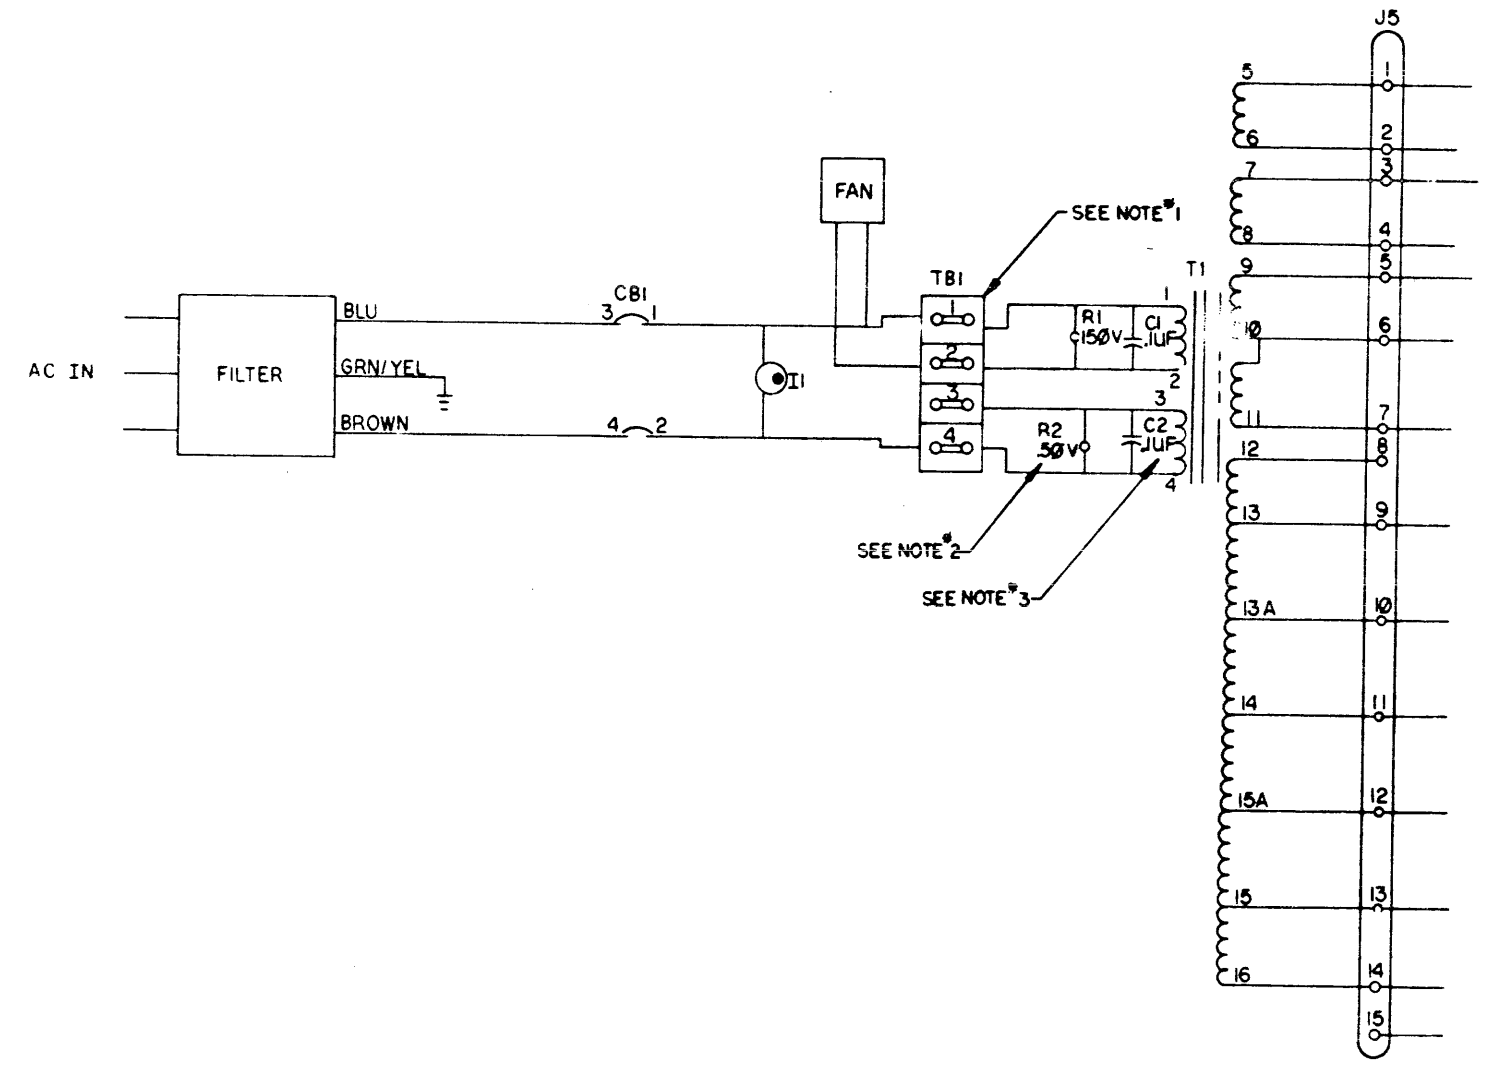 J5
5
1
6
2
7
3
FAN
SEE NOTE #1
8
4
T1
9
5
TB1
CB1
BLU
3
1
1
1
R1
150V
C1
.1UF
10
6
AC IN
FILTER
GRN/YEL
I1
2
2
3
3
BROWN
4
2
4
R2
.50V
C2
.1UF
4
11
7
12
8
13
9
SEE NOTE #2
SEE NOTE #3
13A
10
14
11
15A
12
15
13
16
14
15